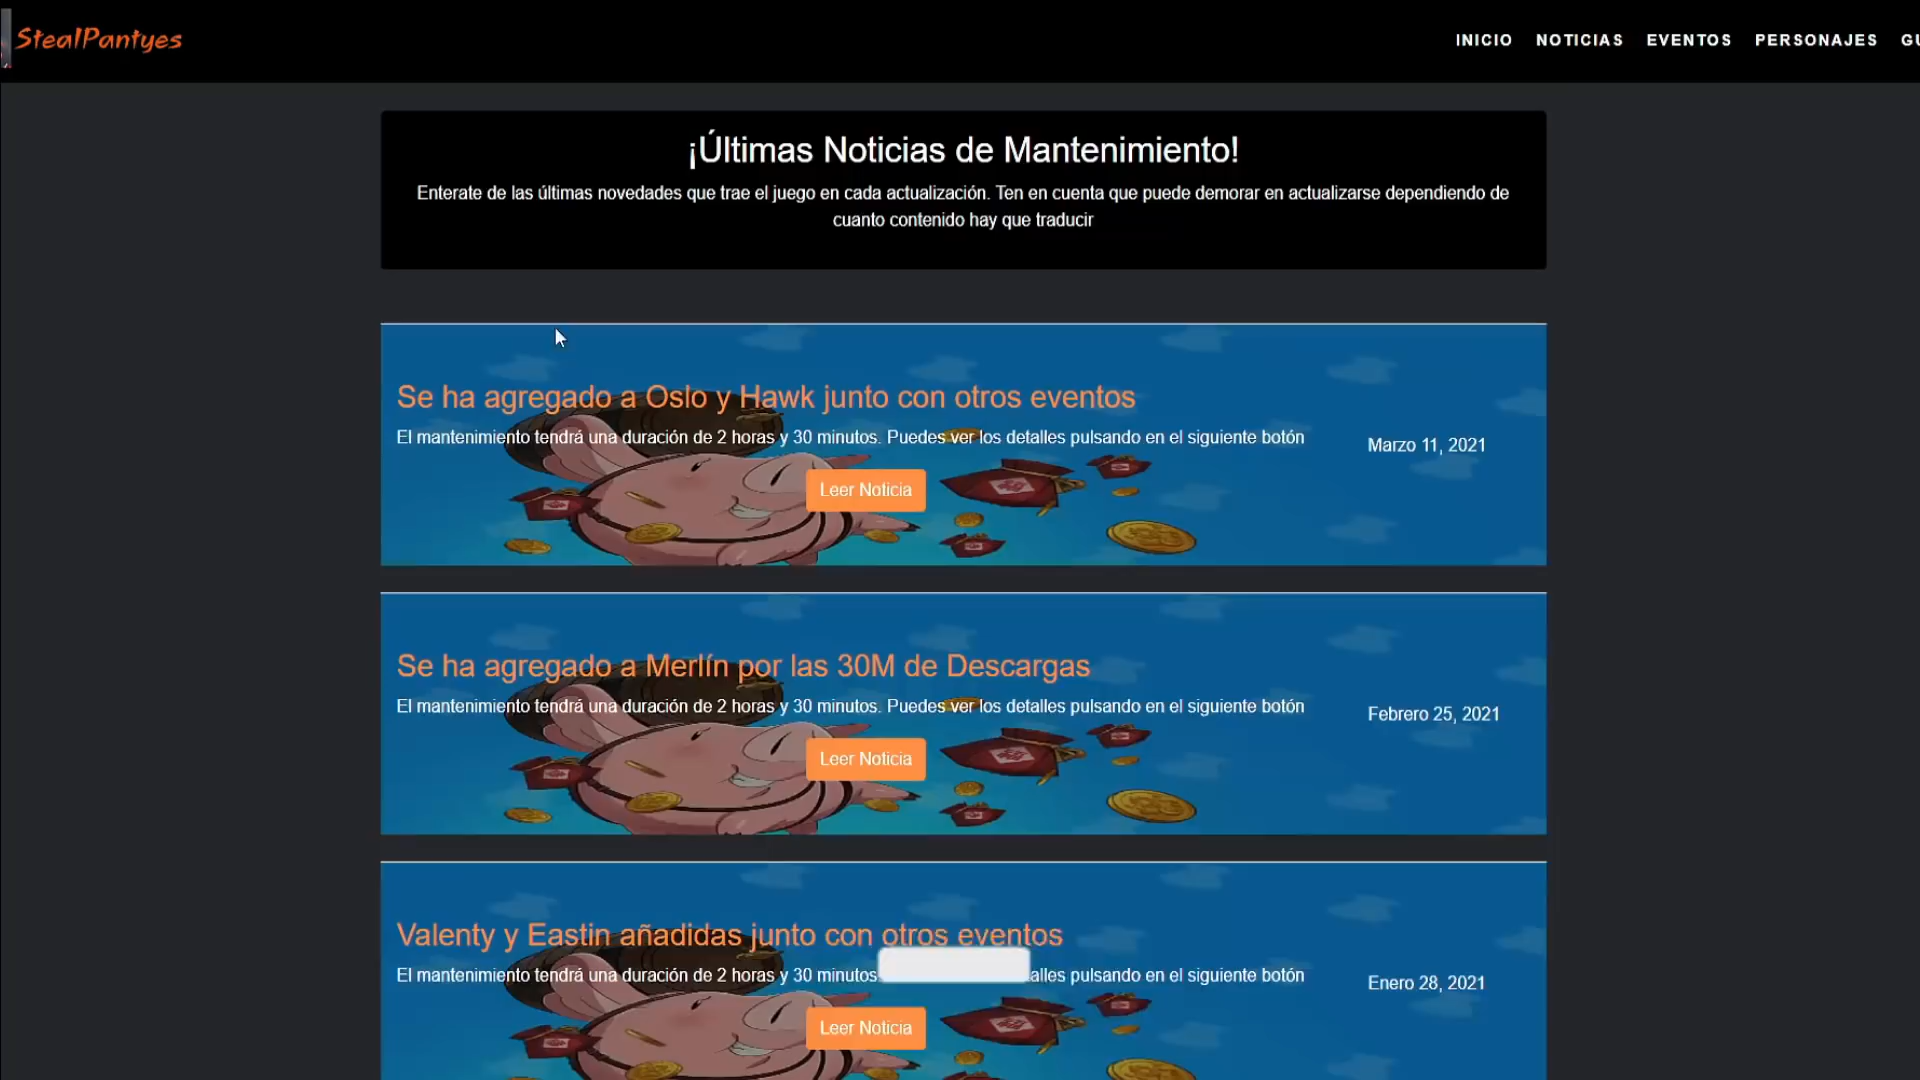 StealPantyes
INICIO NOTICIAS EVENTOS PERSONAJES
¡Últimas Noticias de Mantenimiento!
Enterate de las últimas novedades que trae el juego en cada actualización. Ten en cuenta que puede demorar en actualizarse dependiendo de
cuanto contenido hay que traducir
Se ha agregado a Oslo y Hawk junto con otros eventos
El mantenimiento tendrá una duración de 2 horas y 30 minutos. Puedes ver los detalles pulsando en el siguiente botón
Marzo 11, 2021
Leer Noticia
Se ha agregado a Merlín por las 30M de Descargas
El mantenimiento tendrá una duración de 2 horas y 30 minutos. Puedes ver los detalles pulsando en el siguiente botón
Febrero 25, 2021
Leer Noticia
Valenty y Eastin añadidas junto con otros eventos
El mantenimiento tendrá una duración de 2 horas y 30 minutos alles pulsando en el siguiente botón
Enero 28, 2021
Leer Noticia